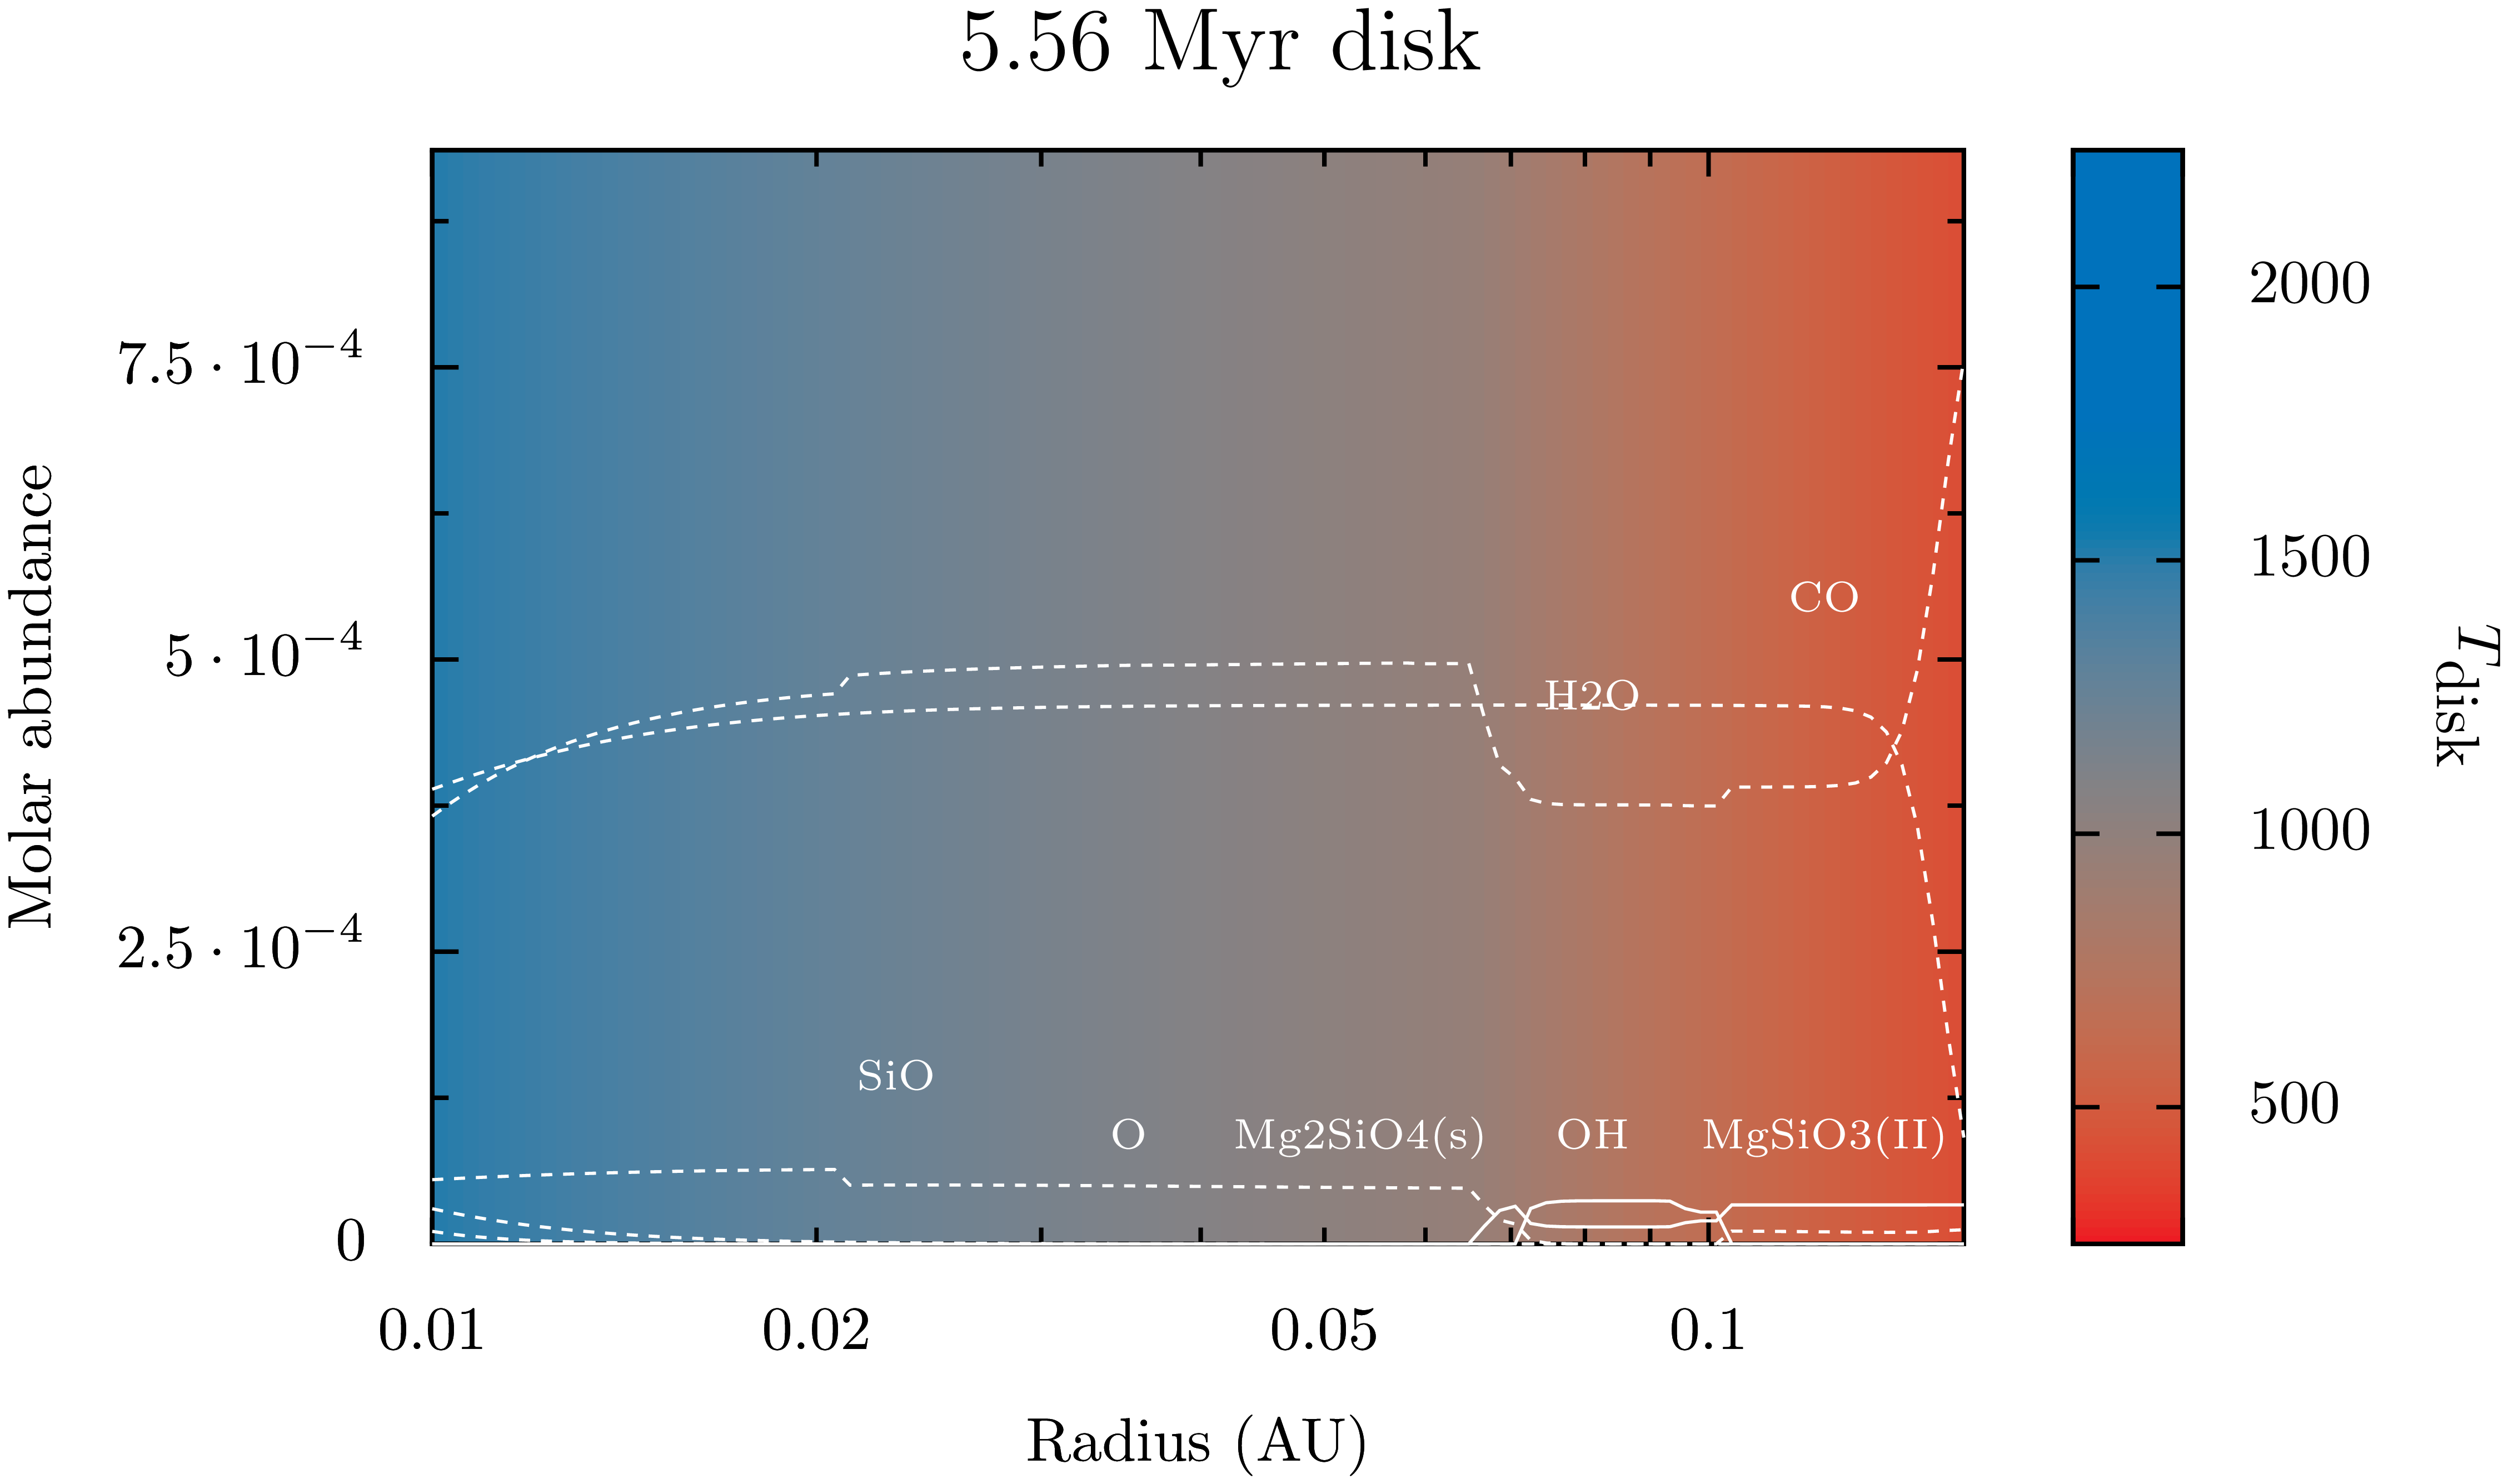 5.56 Myr disk
Molar abundance
7.5 · 10⁻⁴
5 · 10⁻⁴
2.5 · 10⁻⁴
0
CO
H2O
SiO
O
Mg2SiO4(s)
OH
MgSiO3(II)
0.01
0.02
0.05
0.1
Radius (AU)
2000
1500
1000
500
T_disk